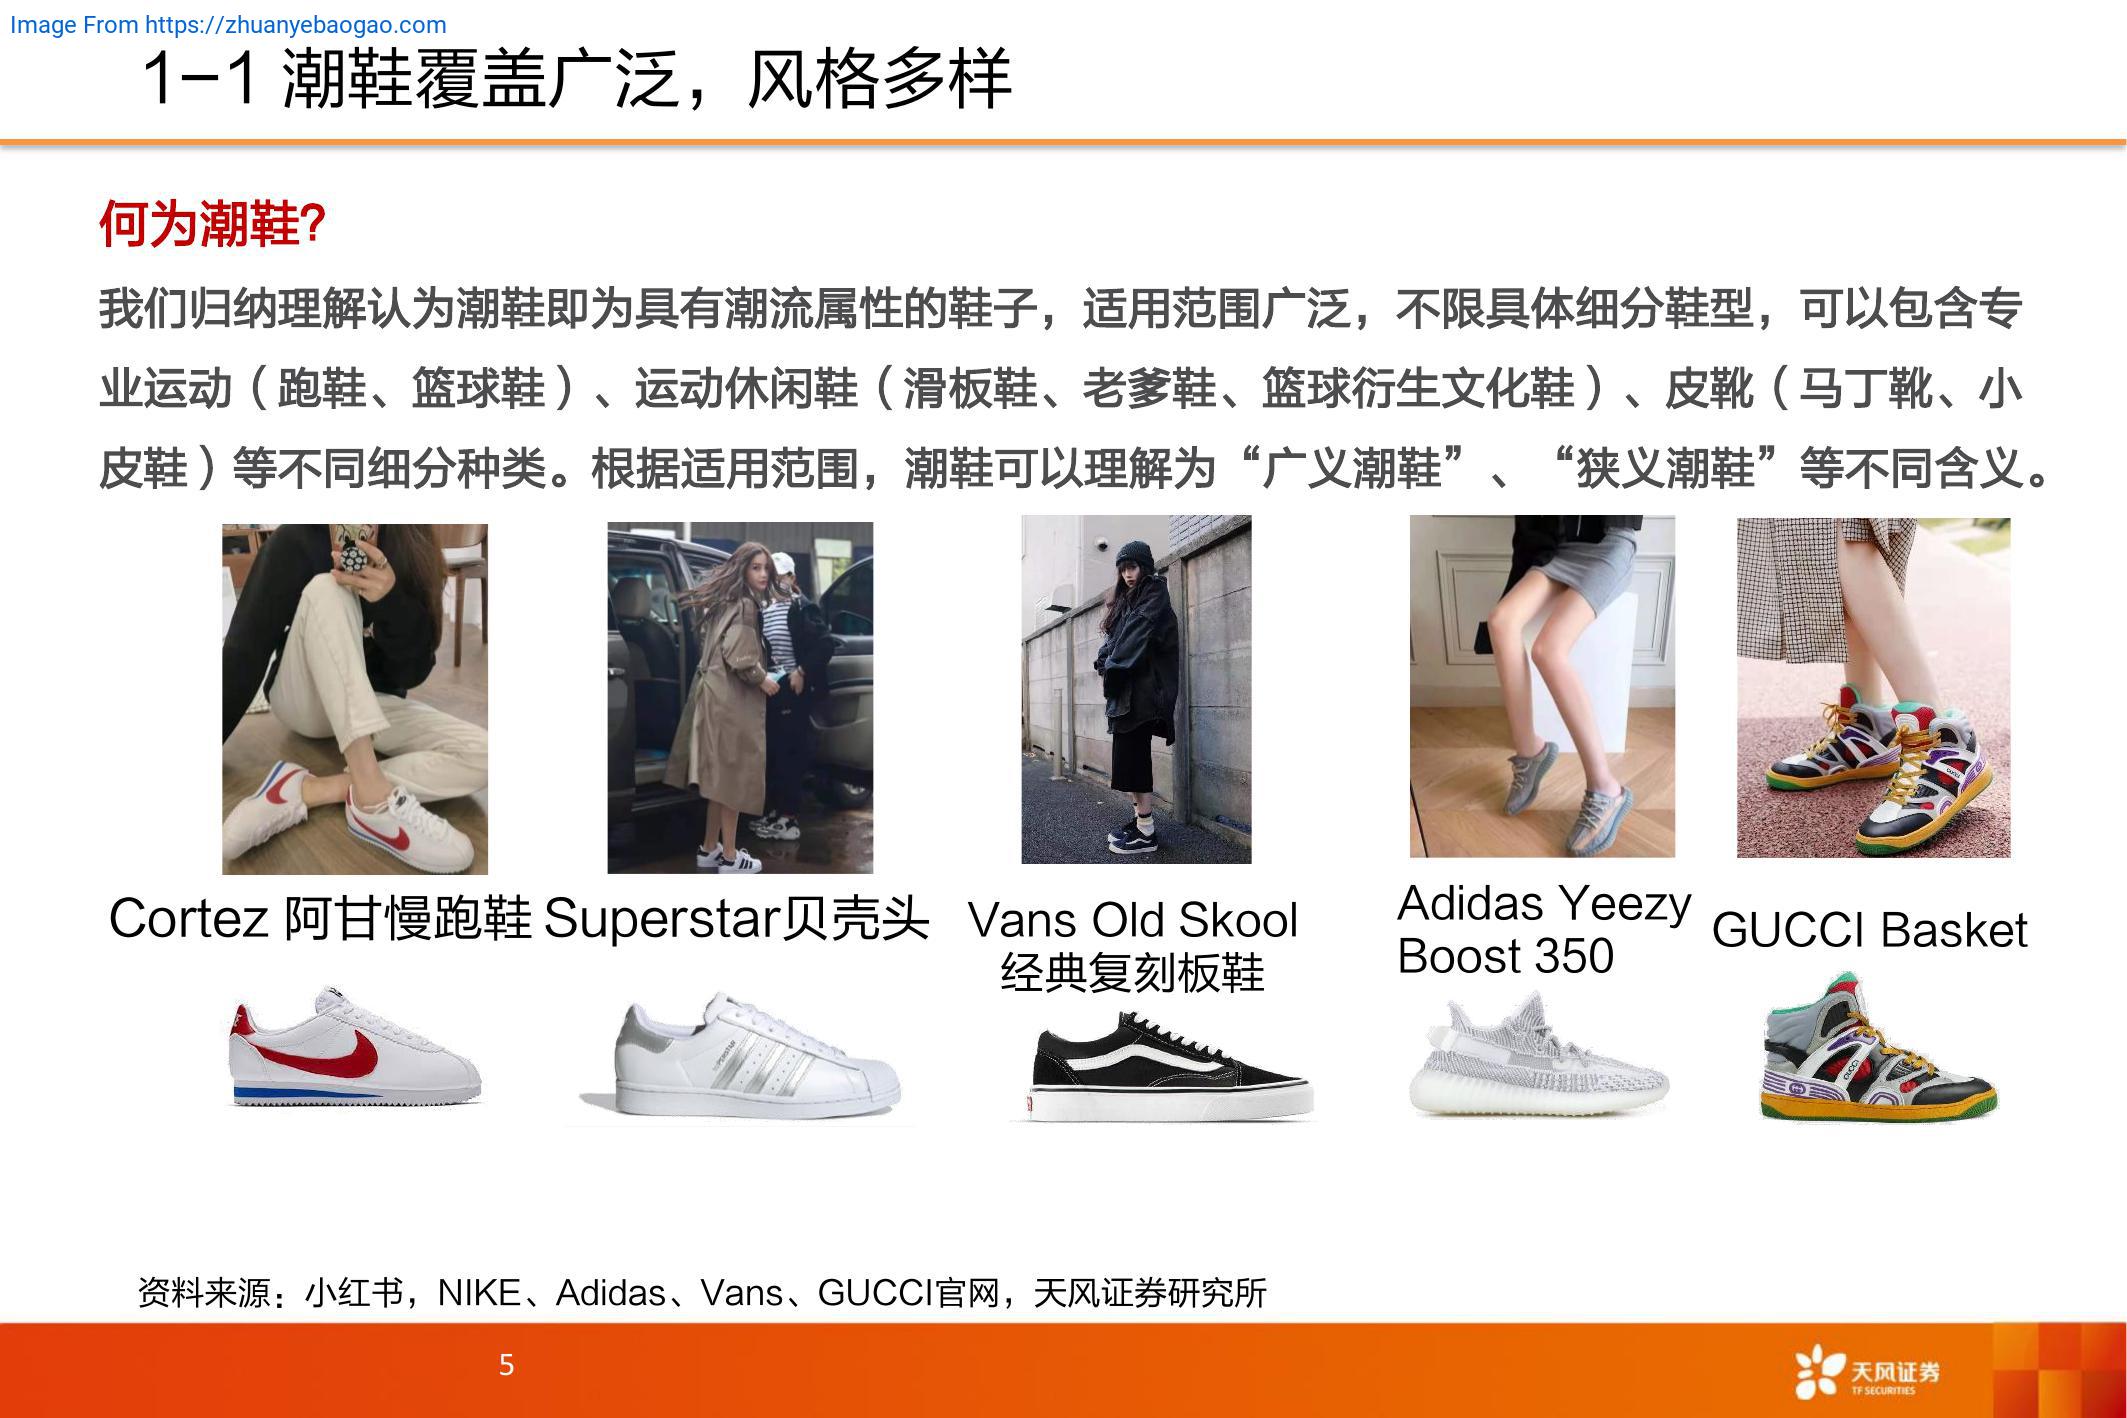 Image From https://zhuanyebaogao.com
1-1 潮鞋覆盖广泛，风格多样
何为潮鞋？
我们归纳理解认为潮鞋即为具有潮流属性的鞋子，适用范围广泛，不限具体细分鞋型，可以包含专
业运动（跑鞋、篮球鞋）、运动休闲鞋（滑板鞋、老爹鞋、篮球衍生文化鞋）、皮靴（马丁靴、小
皮鞋）等不同细分种类。根据适用范围，潮鞋可以理解为“广义潮鞋”、“狭义潮鞋”等不同含义。
Cortez 阿甘慢跑鞋
Superstar贝壳头
Vans Old Skool
经典复刻板鞋
Adidas Yeezy
Boost 350
GUCCI Basket
资料来源：小红书，NIKE、Adidas、Vans、GUCCI官网，天风证券研究所
5
天风证券
TF SECURITIES